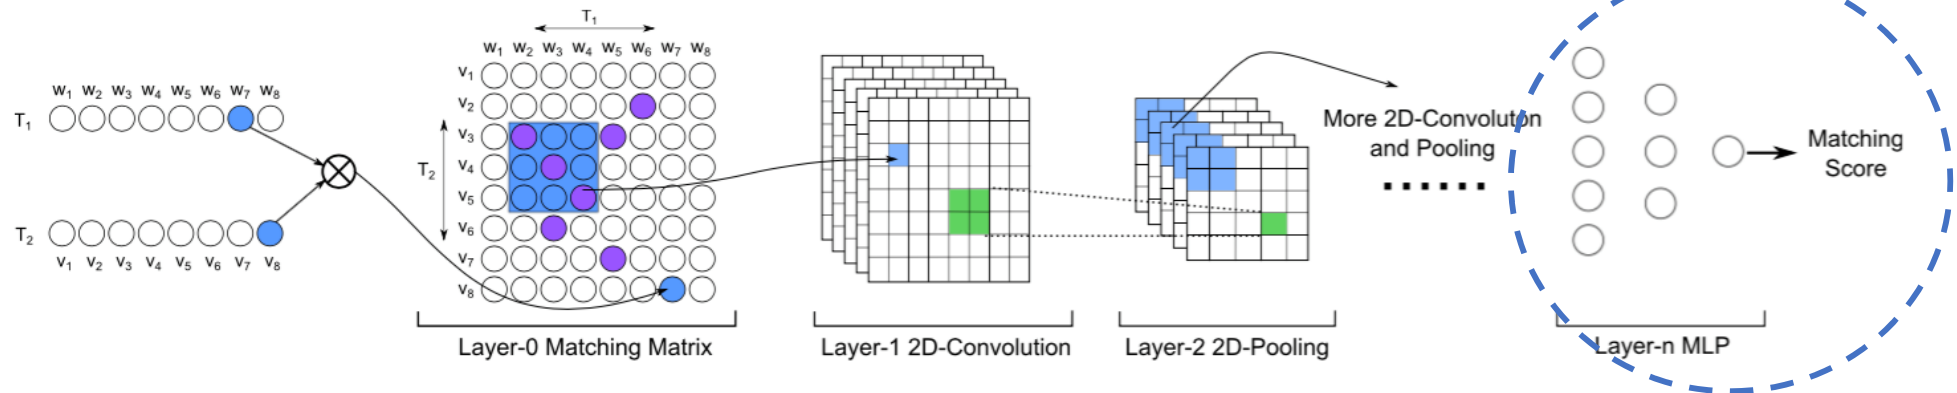 T1
w1 w2 w3 w4 w5 w6 w7 w8
T2
v1 v2 v3 v4 v5 v6 v7 v8
T1
w1 w2 w3 w4 w5 w6 w7 w8
T2
v1
v2
v3
v4
v5
v6
v7
v8
Layer-0 Matching Matrix
Layer-1 2D-Convolution
Layer-2 2D-Pooling
More 2D-Convoluton
and Pooling
......
Matching
Score
Layer-n MLP